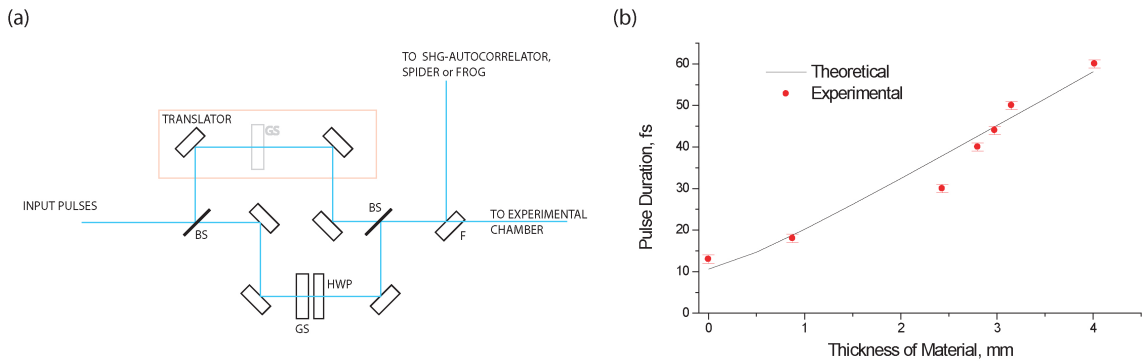 (a)
TO SHG-AUTOCORRELATOR,
SPIDER or FROG
TRANSLATOR
GS
INPUT PULSES
BS
BS
TO EXPERIMENTAL
CHAMBER
F
HWP
GS
(b)
Theoretical
Experimental
Pulse Duration, fs
60
50
40
30
20
10
0
0
1
2
3
4
Thickness of Material, mm